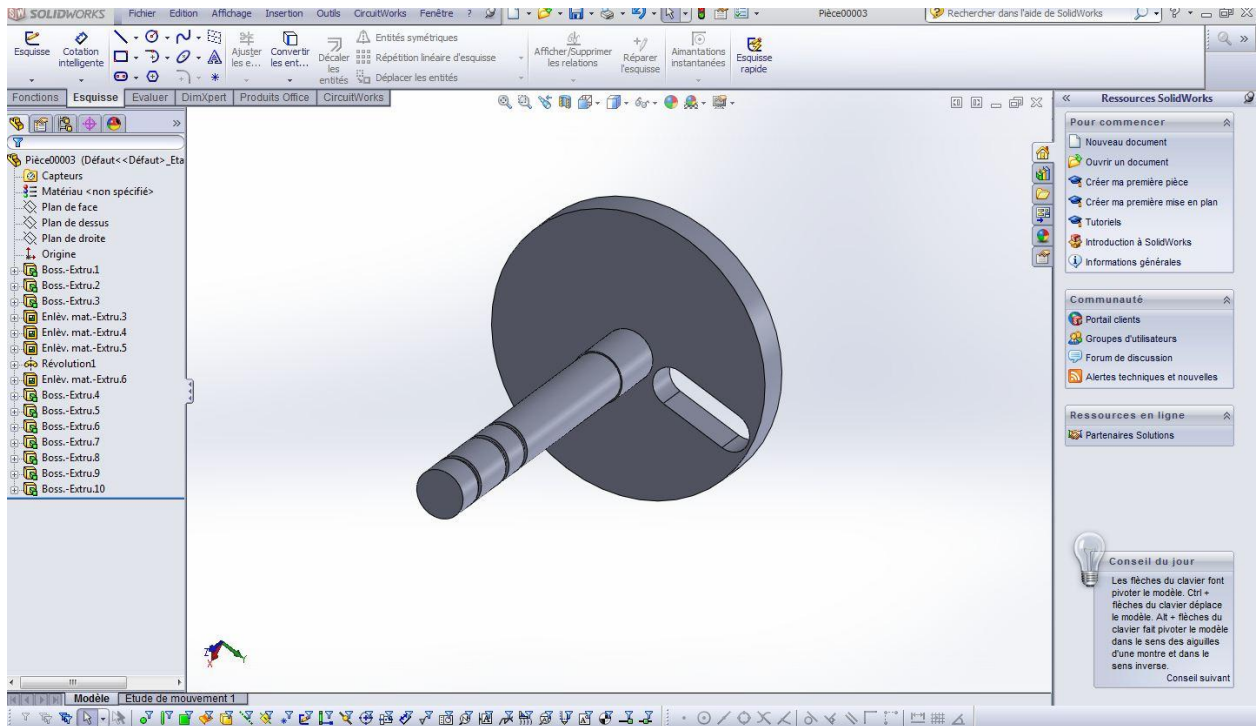 SOLIDWORKS Fichier Edition Affichage Insertion Outils CircuitWorks Fenêtre ? Pièce00003 Rechercher dans l'aide de SolidWorks
Esquisse
Cotation intelligente
Ajuster les e...
Convertir les ent...
Décaler les entités
Entités symétriques
Répétition linéaire d'esquisse
Déplacer les entités
Afficher/Supprimer les relations
Réparer l'esquisse
Aimantations instantanées
Esquisse rapide
Fonctions Esquisse Evaluer DimXpert Produits Office CircuitWorks
Pièce00003 (Défaut<<Défaut>_Eta
Capteurs
Matériau <non spécifié>
Plan de face
Plan de dessus
Plan de droite
Origine
Boss.-Extru.1
Boss.-Extru.2
Boss.-Extru.3
Enlèv. mat.-Extru.3
Enlèv. mat.-Extru.4
Enlèv. mat.-Extru.5
Révolution1
Enlèv. mat.-Extru.6
Boss.-Extru.4
Boss.-Extru.5
Boss.-Extru.6
Boss.-Extru.7
Boss.-Extru.8
Boss.-Extru.9
Boss.-Extru.10
Z X Y
Modèle Etude de mouvement 1
Ressources SolidWorks
Pour commencer
Nouveau document
Ouvrir un document
Créer ma première pièce
Créer ma première mise en plan
Tutoriels
Introduction à SolidWorks
Informations générales
Communauté
Portail clients
Groupes d'utilisateurs
Forum de discussion
Alertes techniques et nouvelles
Ressources en ligne
Partenaires Solutions
Conseil du jour
Les flèches du clavier font
pivoter le modèle. Ctrl +
flèches du clavier déplace
le modèle. Alt + flèches du
clavier fait pivoter le modèle
dans le sens des aiguilles
d'une montre et dans le
sens inverse.
Conseil suivant